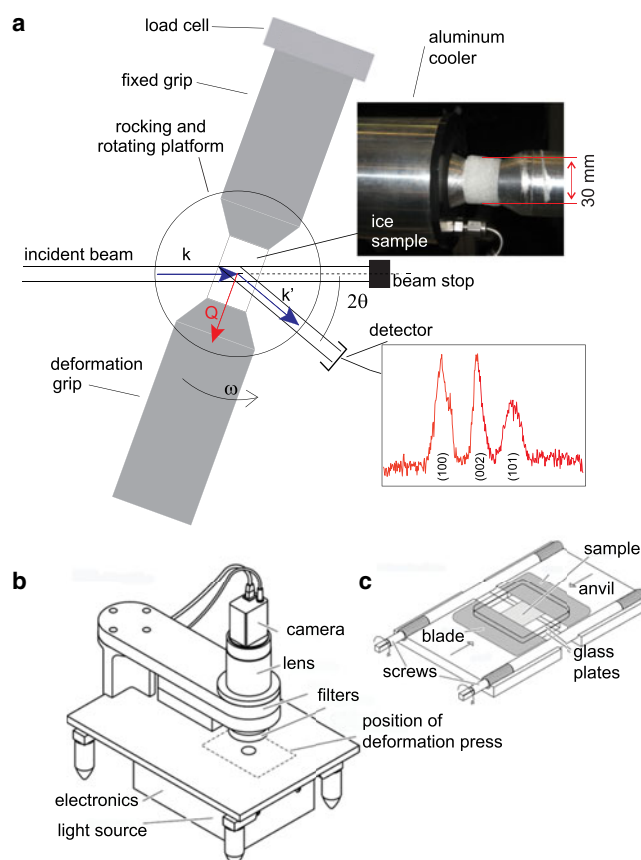 a
load cell
fixed grip
rocking and
rotating platform
aluminum
cooler
30 mm
ice
sample
incident beam
k
k'
Q
2θ
beam stop
detector
deformation
grip
ω
(100)
(002)
(101)
b
camera
lens
filters
position of
deformation press
electronics
light source
c
sample
anvil
blade
glass
plates
screws